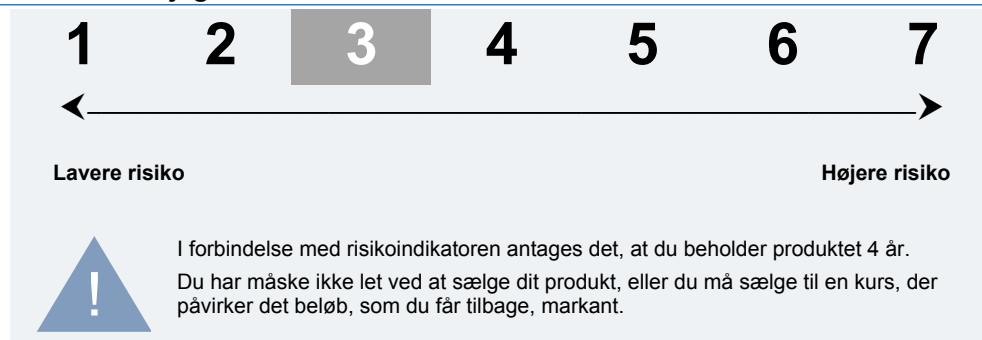 1 2 3 4 5 6 7
Lavere risiko Højere risiko
!
I forbindelse med risikoindikatoren antages det, at du beholder produktet 4 år.
Du har måske ikke let ved at sælge dit produkt, eller du må sælge til en kurs, der
påvirker det beløb, som du får tilbage, markant.